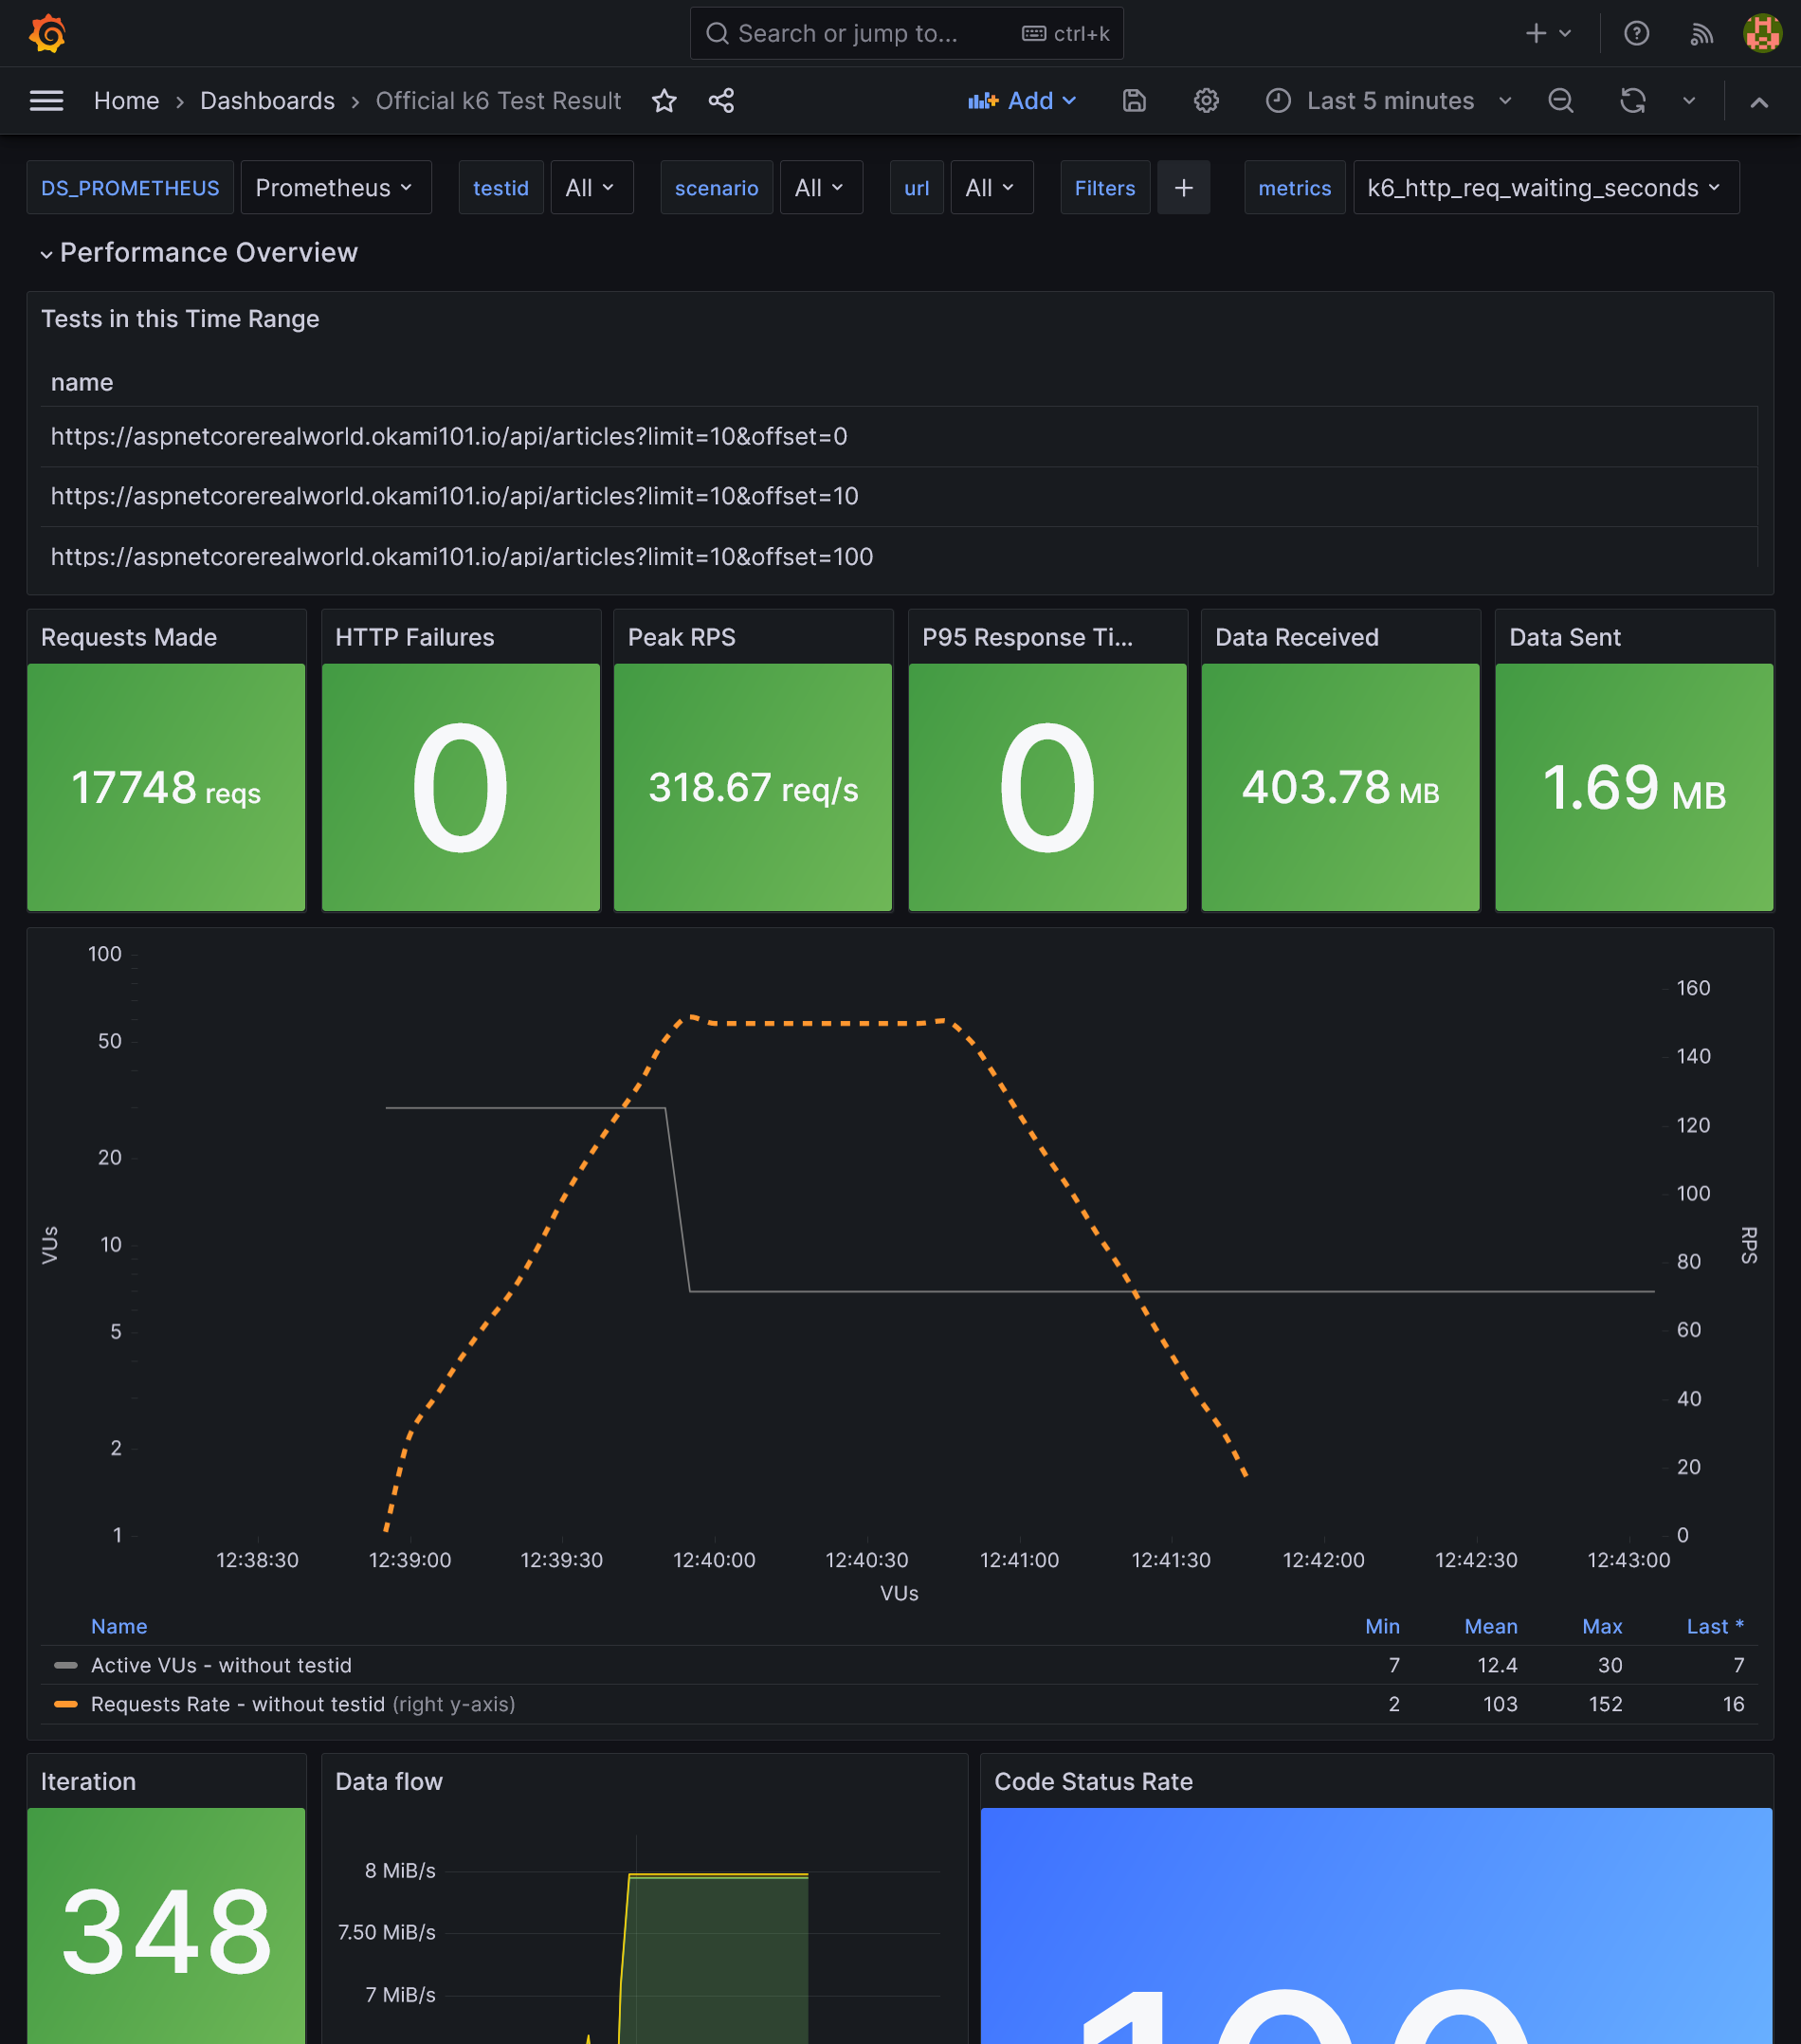 Search or jump to... ctrl+k
Home › Dashboards › Official k6 Test Result Add Last 5 minutes
DS_PROMETHEUS Prometheus testid All scenario All url All Filters + metrics k6_http_req_waiting_seconds
Performance Overview
Tests in this Time Range
name
https://aspnetcorerealworld.okami101.io/api/articles?limit=10&offset=0
https://aspnetcorerealworld.okami101.io/api/articles?limit=10&offset=10
https://aspnetcorerealworld.okami101.io/api/articles?limit=10&offset=100
Requests Made HTTP Failures Peak RPS P95 Response Ti... Data Received Data Sent
17748 reqs 0 318.67 req/s 0 403.78 MB 1.69 MB
100
160
50
140
120
20
100
10
VUs
RPS
80
5
60
40
2
20
1
0
12:38:30 12:39:00 12:39:30 12:40:00 12:40:30 12:41:00 12:41:30 12:42:00 12:42:30 12:43:00
VUs
Name Min Mean Max Last *
Active VUs - without testid 7 12.4 30 7
Requests Rate - without testid (right y-axis) 2 103 152 16
Iteration Data flow Code Status Rate
8 MiB/s
348
7.50 MiB/s
7 MiB/s
100